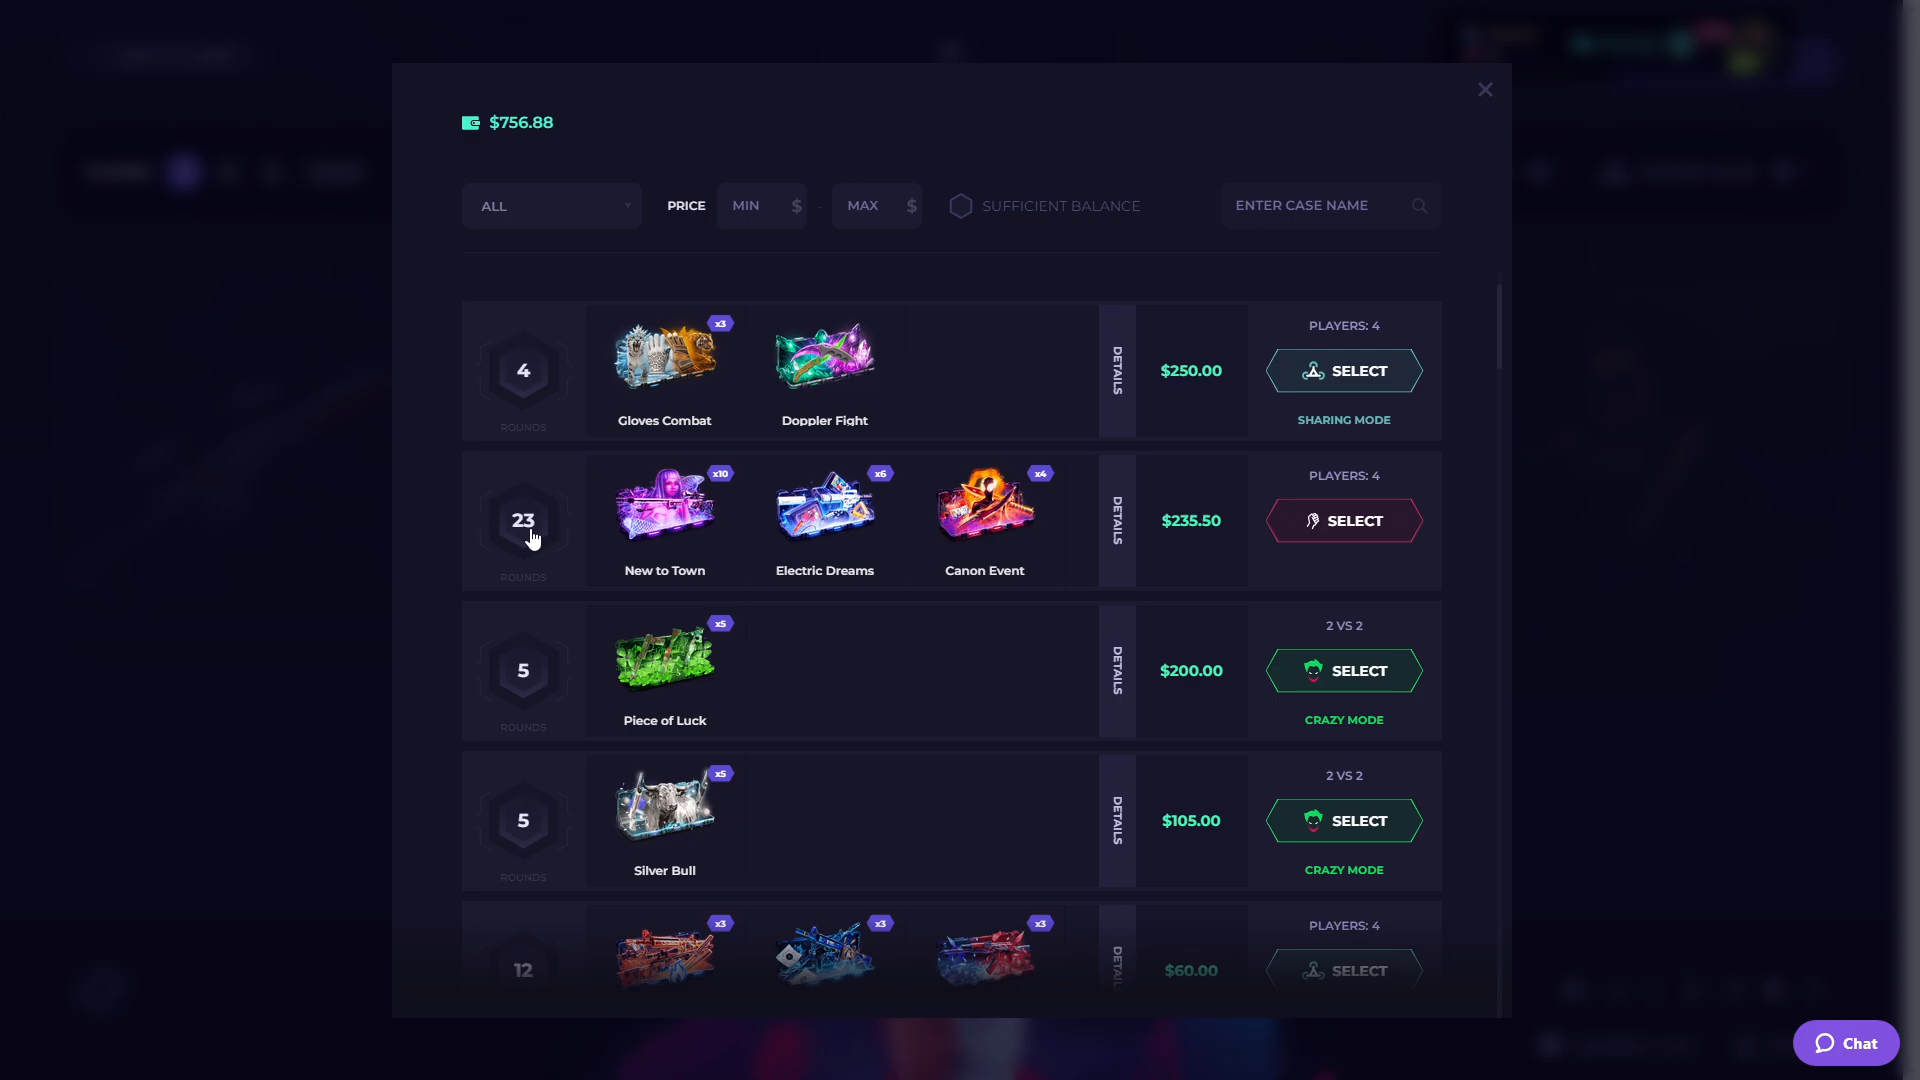 $756.88
ALL
PRICE
MIN $
-
MAX $
SUFFICIENT BALANCE
ENTER CASE NAME
4
ROUNDS
x3
Gloves Combat
Doppler Fight
DETAILS
$250.00
PLAYERS: 4
SELECT
SHARING MODE
23
ROUNDS
x10
New to Town
x6
Electric Dreams
x4
Canon Event
DETAILS
$235.50
PLAYERS: 4
SELECT
5
ROUNDS
x5
Piece of Luck
DETAILS
$200.00
2 VS 2
SELECT
CRAZY MODE
5
ROUNDS
x5
Silver Bull
DETAILS
$105.00
2 VS 2
SELECT
CRAZY MODE
12
x3
x3
x3
DETAILS
$60.00
PLAYERS: 4
SELECT
Chat